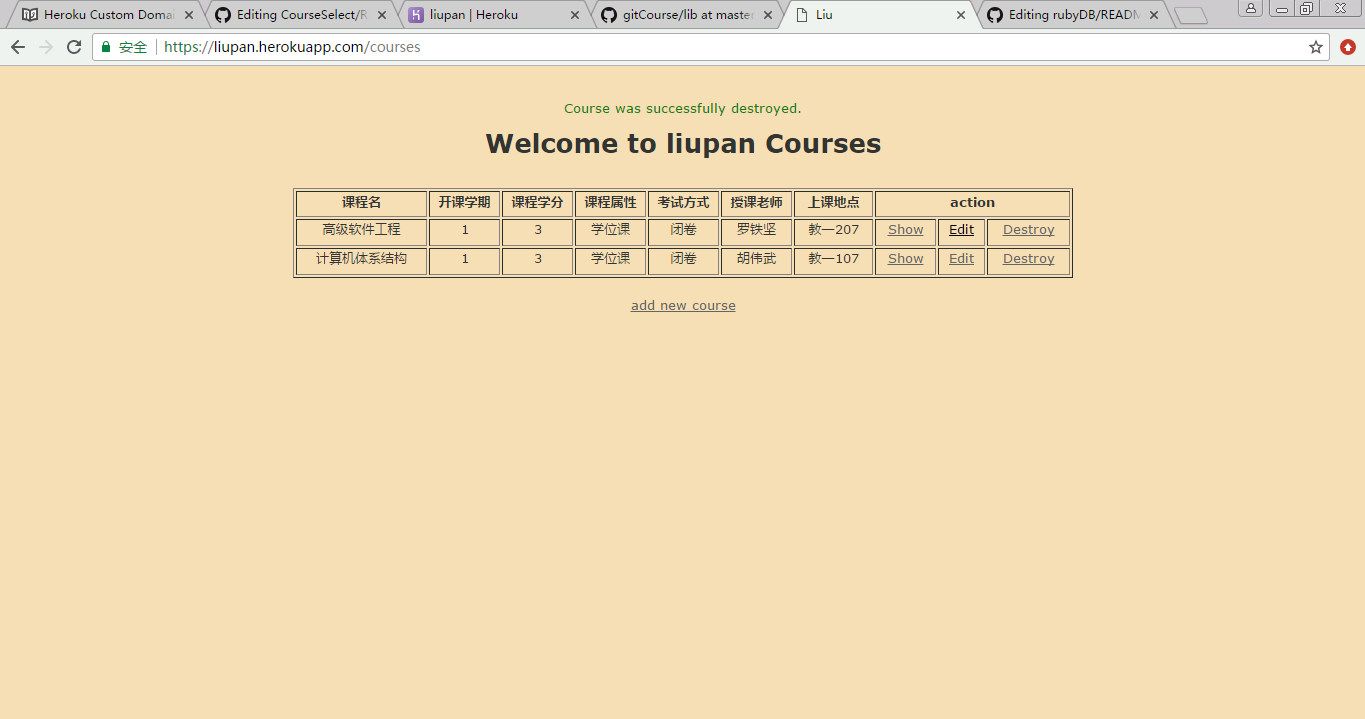 Heroku Custom Domai
Editing CourseSelect/R
liupan | Heroku
gitCourse/lib at master
Liu
Editing rubyDB/READM
安全 https://liupan.herokuapp.com/courses
Course was successfully destroyed.
Welcome to liupan Courses
课程名 开课学期 课程学分 课程属性 考试方式 授课老师 上课地点 action
高级软件工程 1 3 学位课 闭卷 罗铁坚 教一207 Show Edit Destroy
计算机体系结构 1 3 学位课 闭卷 胡伟武 教一107 Show Edit Destroy
add new course